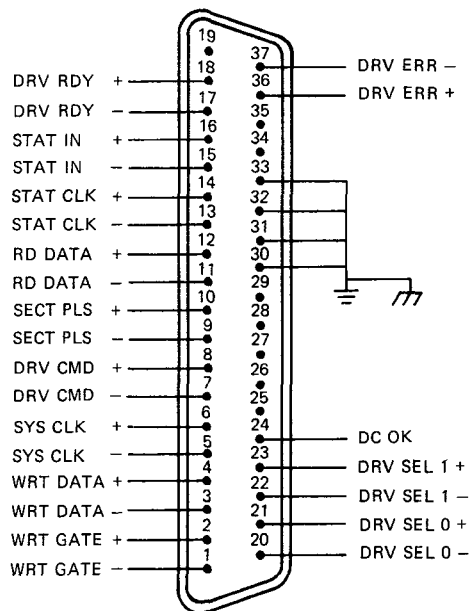 19
37
DRV ERR −
18
36
DRV RDY +
DRV ERR +
17
35
DRV RDY −
16
34
STAT IN +
15
33
STAT IN −
14
32
STAT CLK +
13
31
STAT CLK −
12
30
RD DATA +
11
29
RD DATA −
10
28
SECT PLS +
9
27
SECT PLS −
8
26
DRV CMD +
7
25
DRV CMD −
6
24
SYS CLK +
DC OK
5
23
SYS CLK −
DRV SEL 1 +
4
22
WRT DATA +
DRV SEL 1 −
3
21
WRT DATA −
DRV SEL 0 +
2
20
WRT GATE +
DRV SEL 0 −
1
WRT GATE −